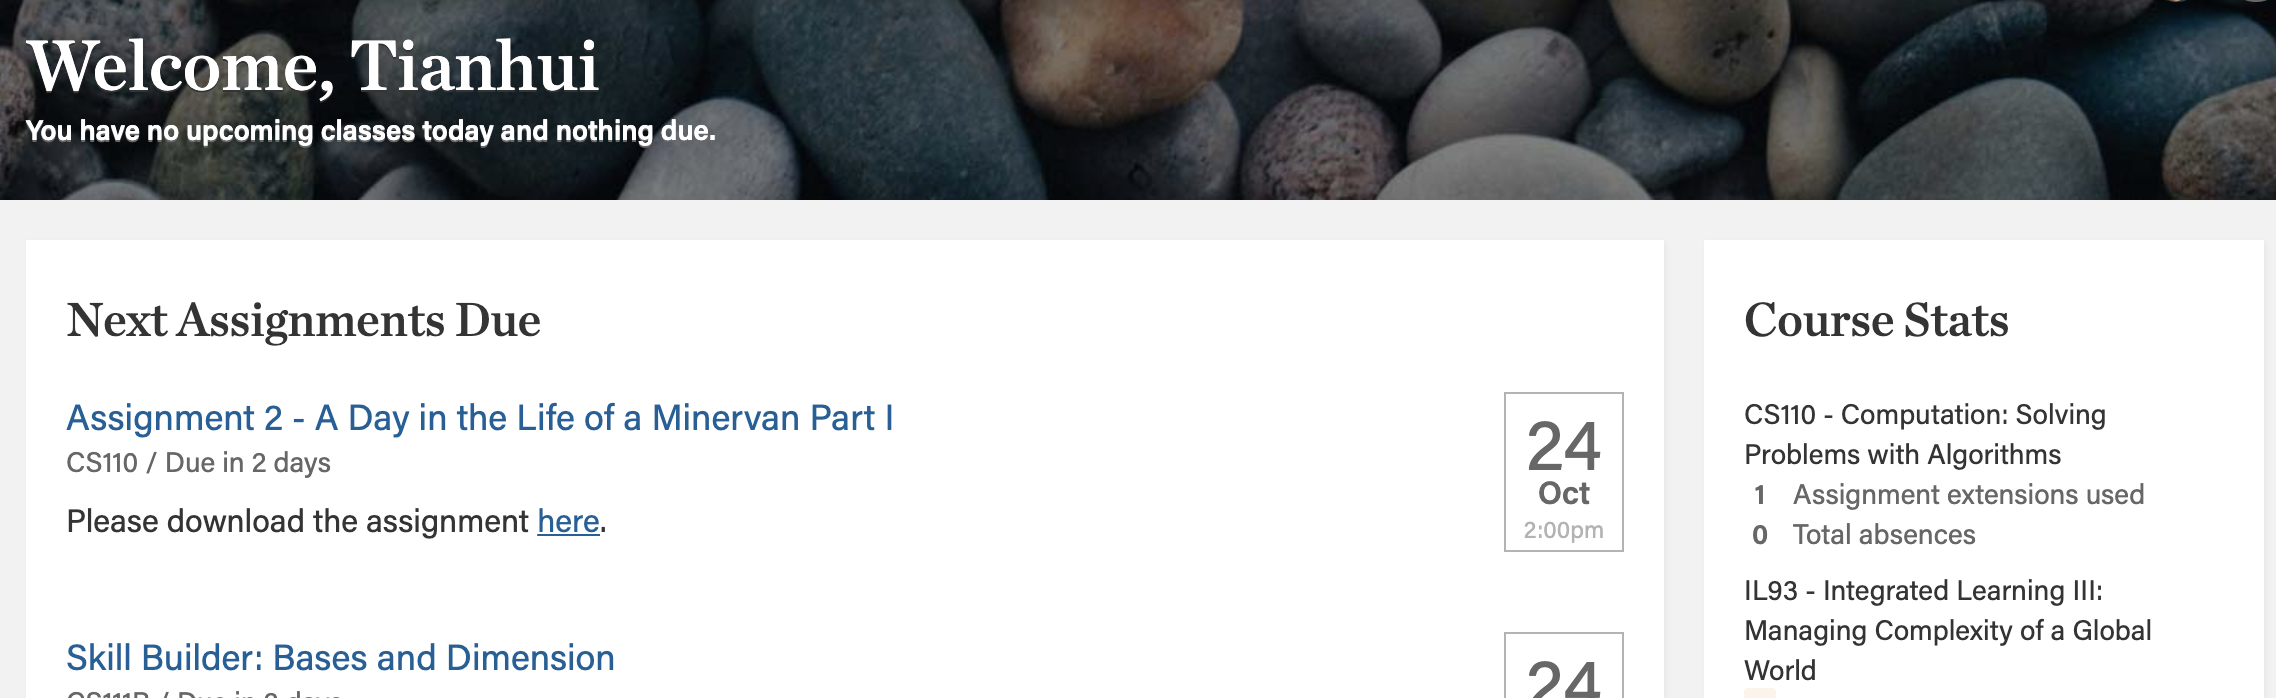 Welcome, Tianhui
You have no upcoming classes today and nothing due.
Next Assignments Due
Assignment 2 - A Day in the Life of a Minervan Part I
CS110 / Due in 2 days
Please download the assignment here.
24
Oct
2:00pm
Skill Builder: Bases and Dimension
24
Course Stats
CS110 - Computation: Solving
Problems with Algorithms
1 Assignment extensions used
0 Total absences
IL93 - Integrated Learning III:
Managing Complexity of a Global
World